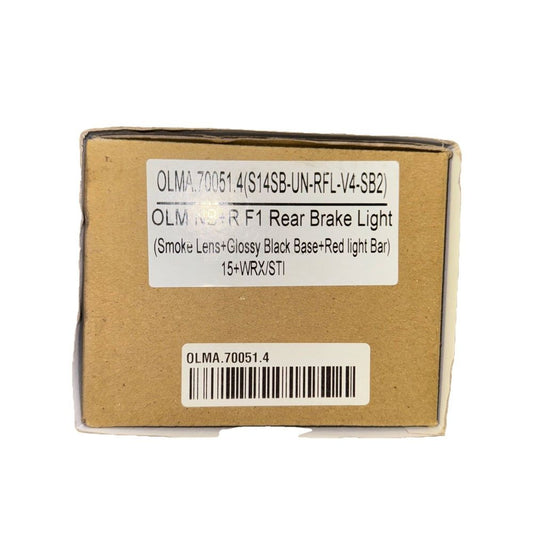 OLMA.70051.4(S14SB-UN-RFL-V4-SB2)
OLM F1 Rear Brake Light
(Smoke Lens+Glossy Black Base+Red light Bar)
15+WRX/STI
OLMA.70051.4